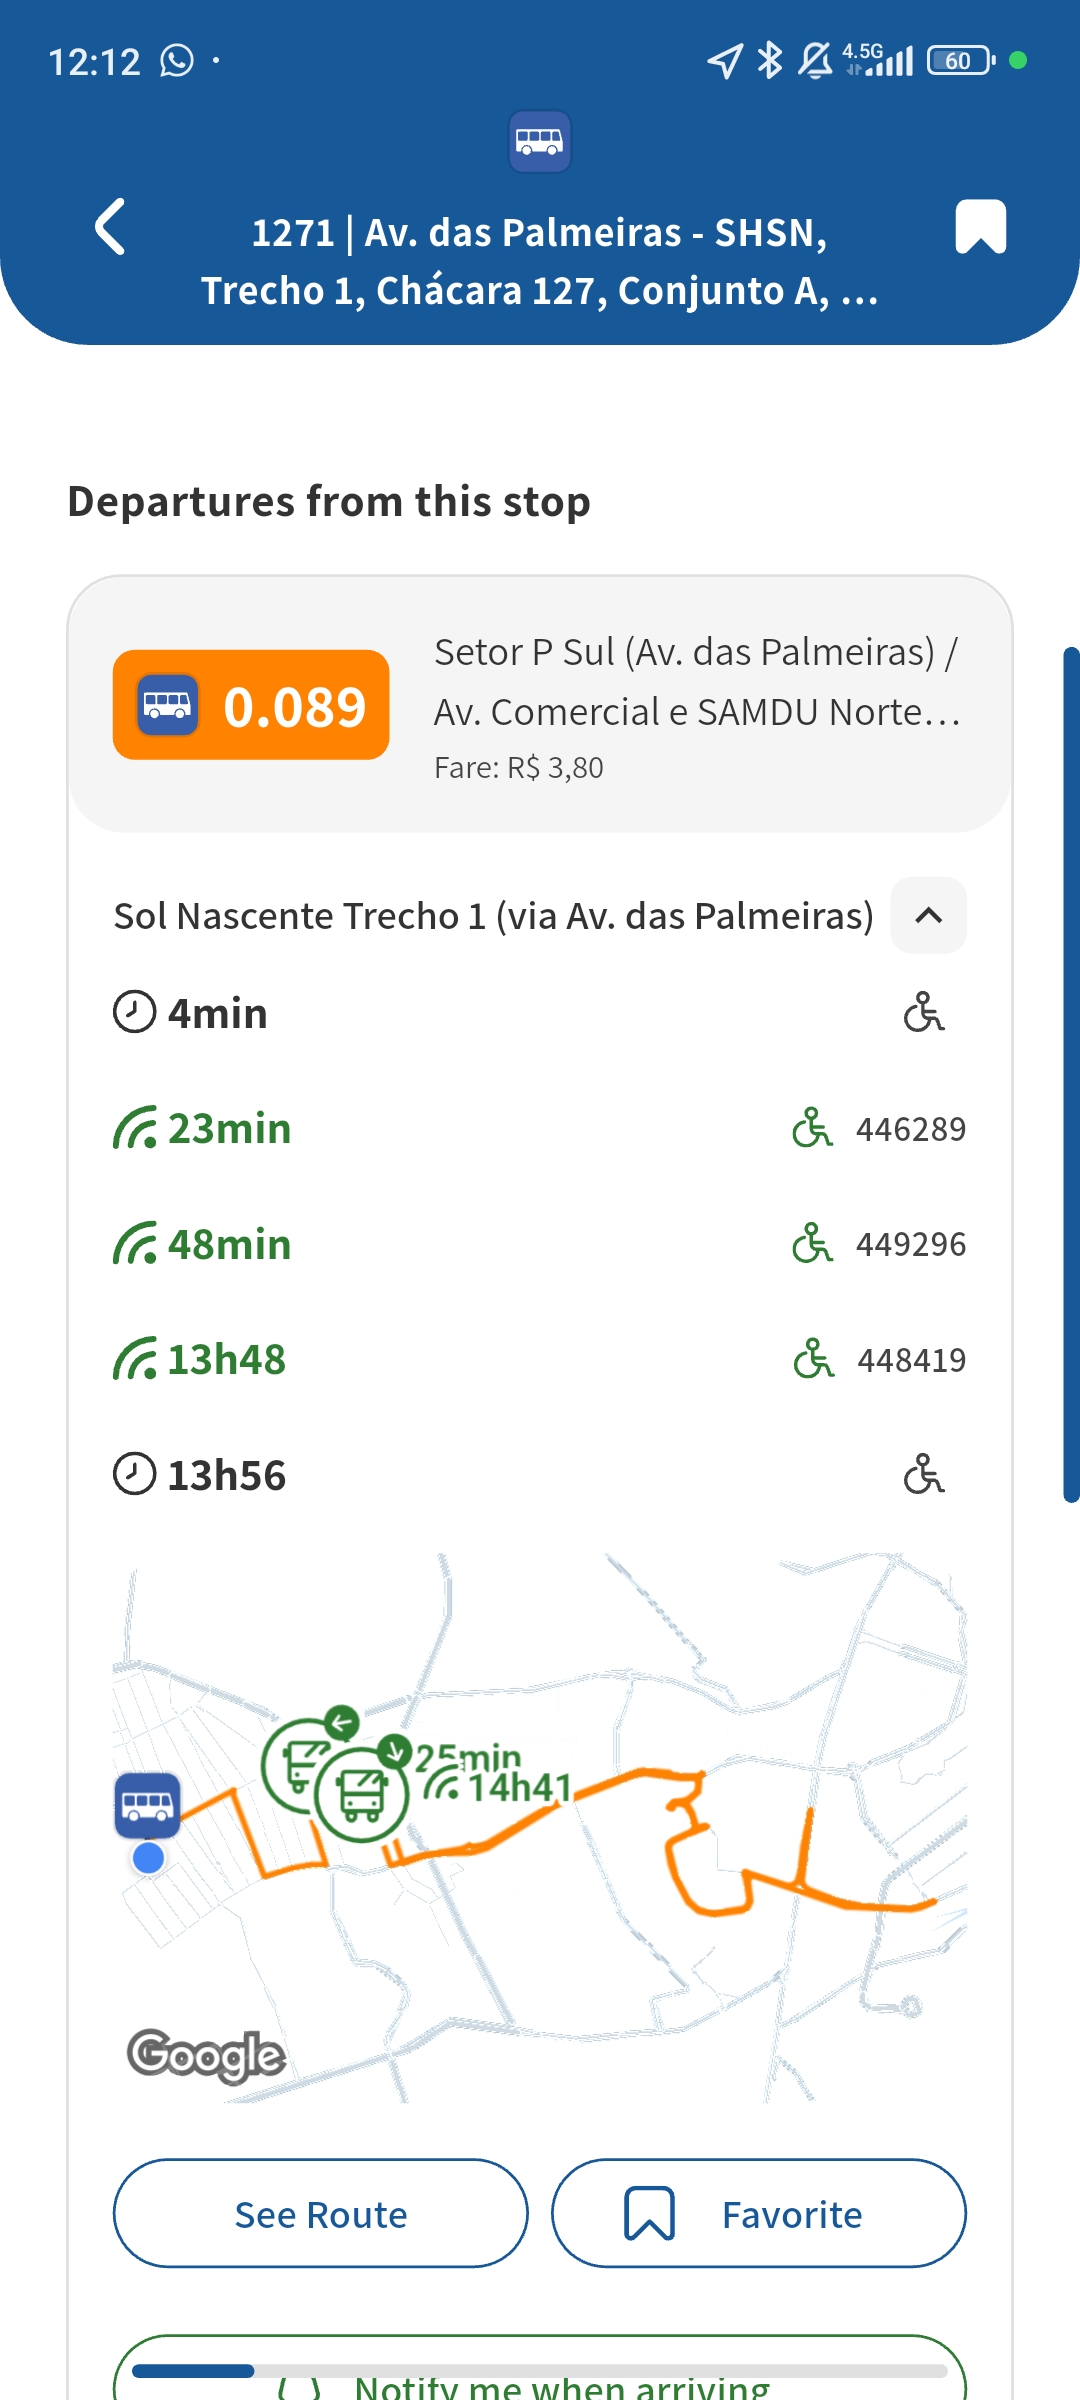 12:12
4.5G
60
1271 | Av. das Palmeiras - SHSN,
Trecho 1, Chácara 127, Conjunto A, ...
Departures from this stop
0.089
Setor P Sul (Av. das Palmeiras) /
Av. Comercial e SAMDU Norte...
Fare: R$ 3,80
Sol Nascente Trecho 1 (via Av. das Palmeiras)
4min
23min 446289
48min 449296
13h48 448419
13h56
25min
14h41
Google
See Route
Favorite
Notify me when arriving